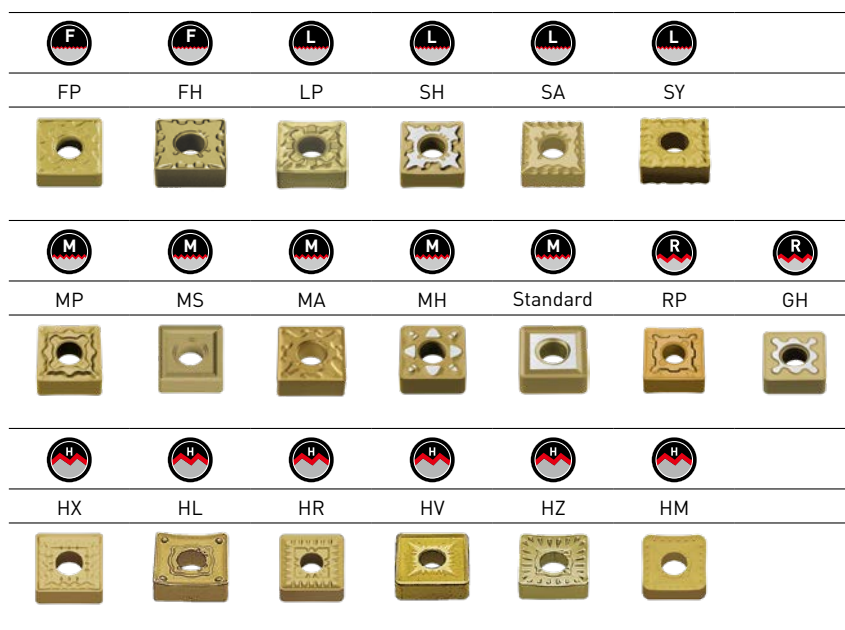 F F L L L L
FP FH LP SH SA SY
M M M M M R R
MP MS MA MH Standard RP GH
H H H H H H
HX HL HR HV HZ HM